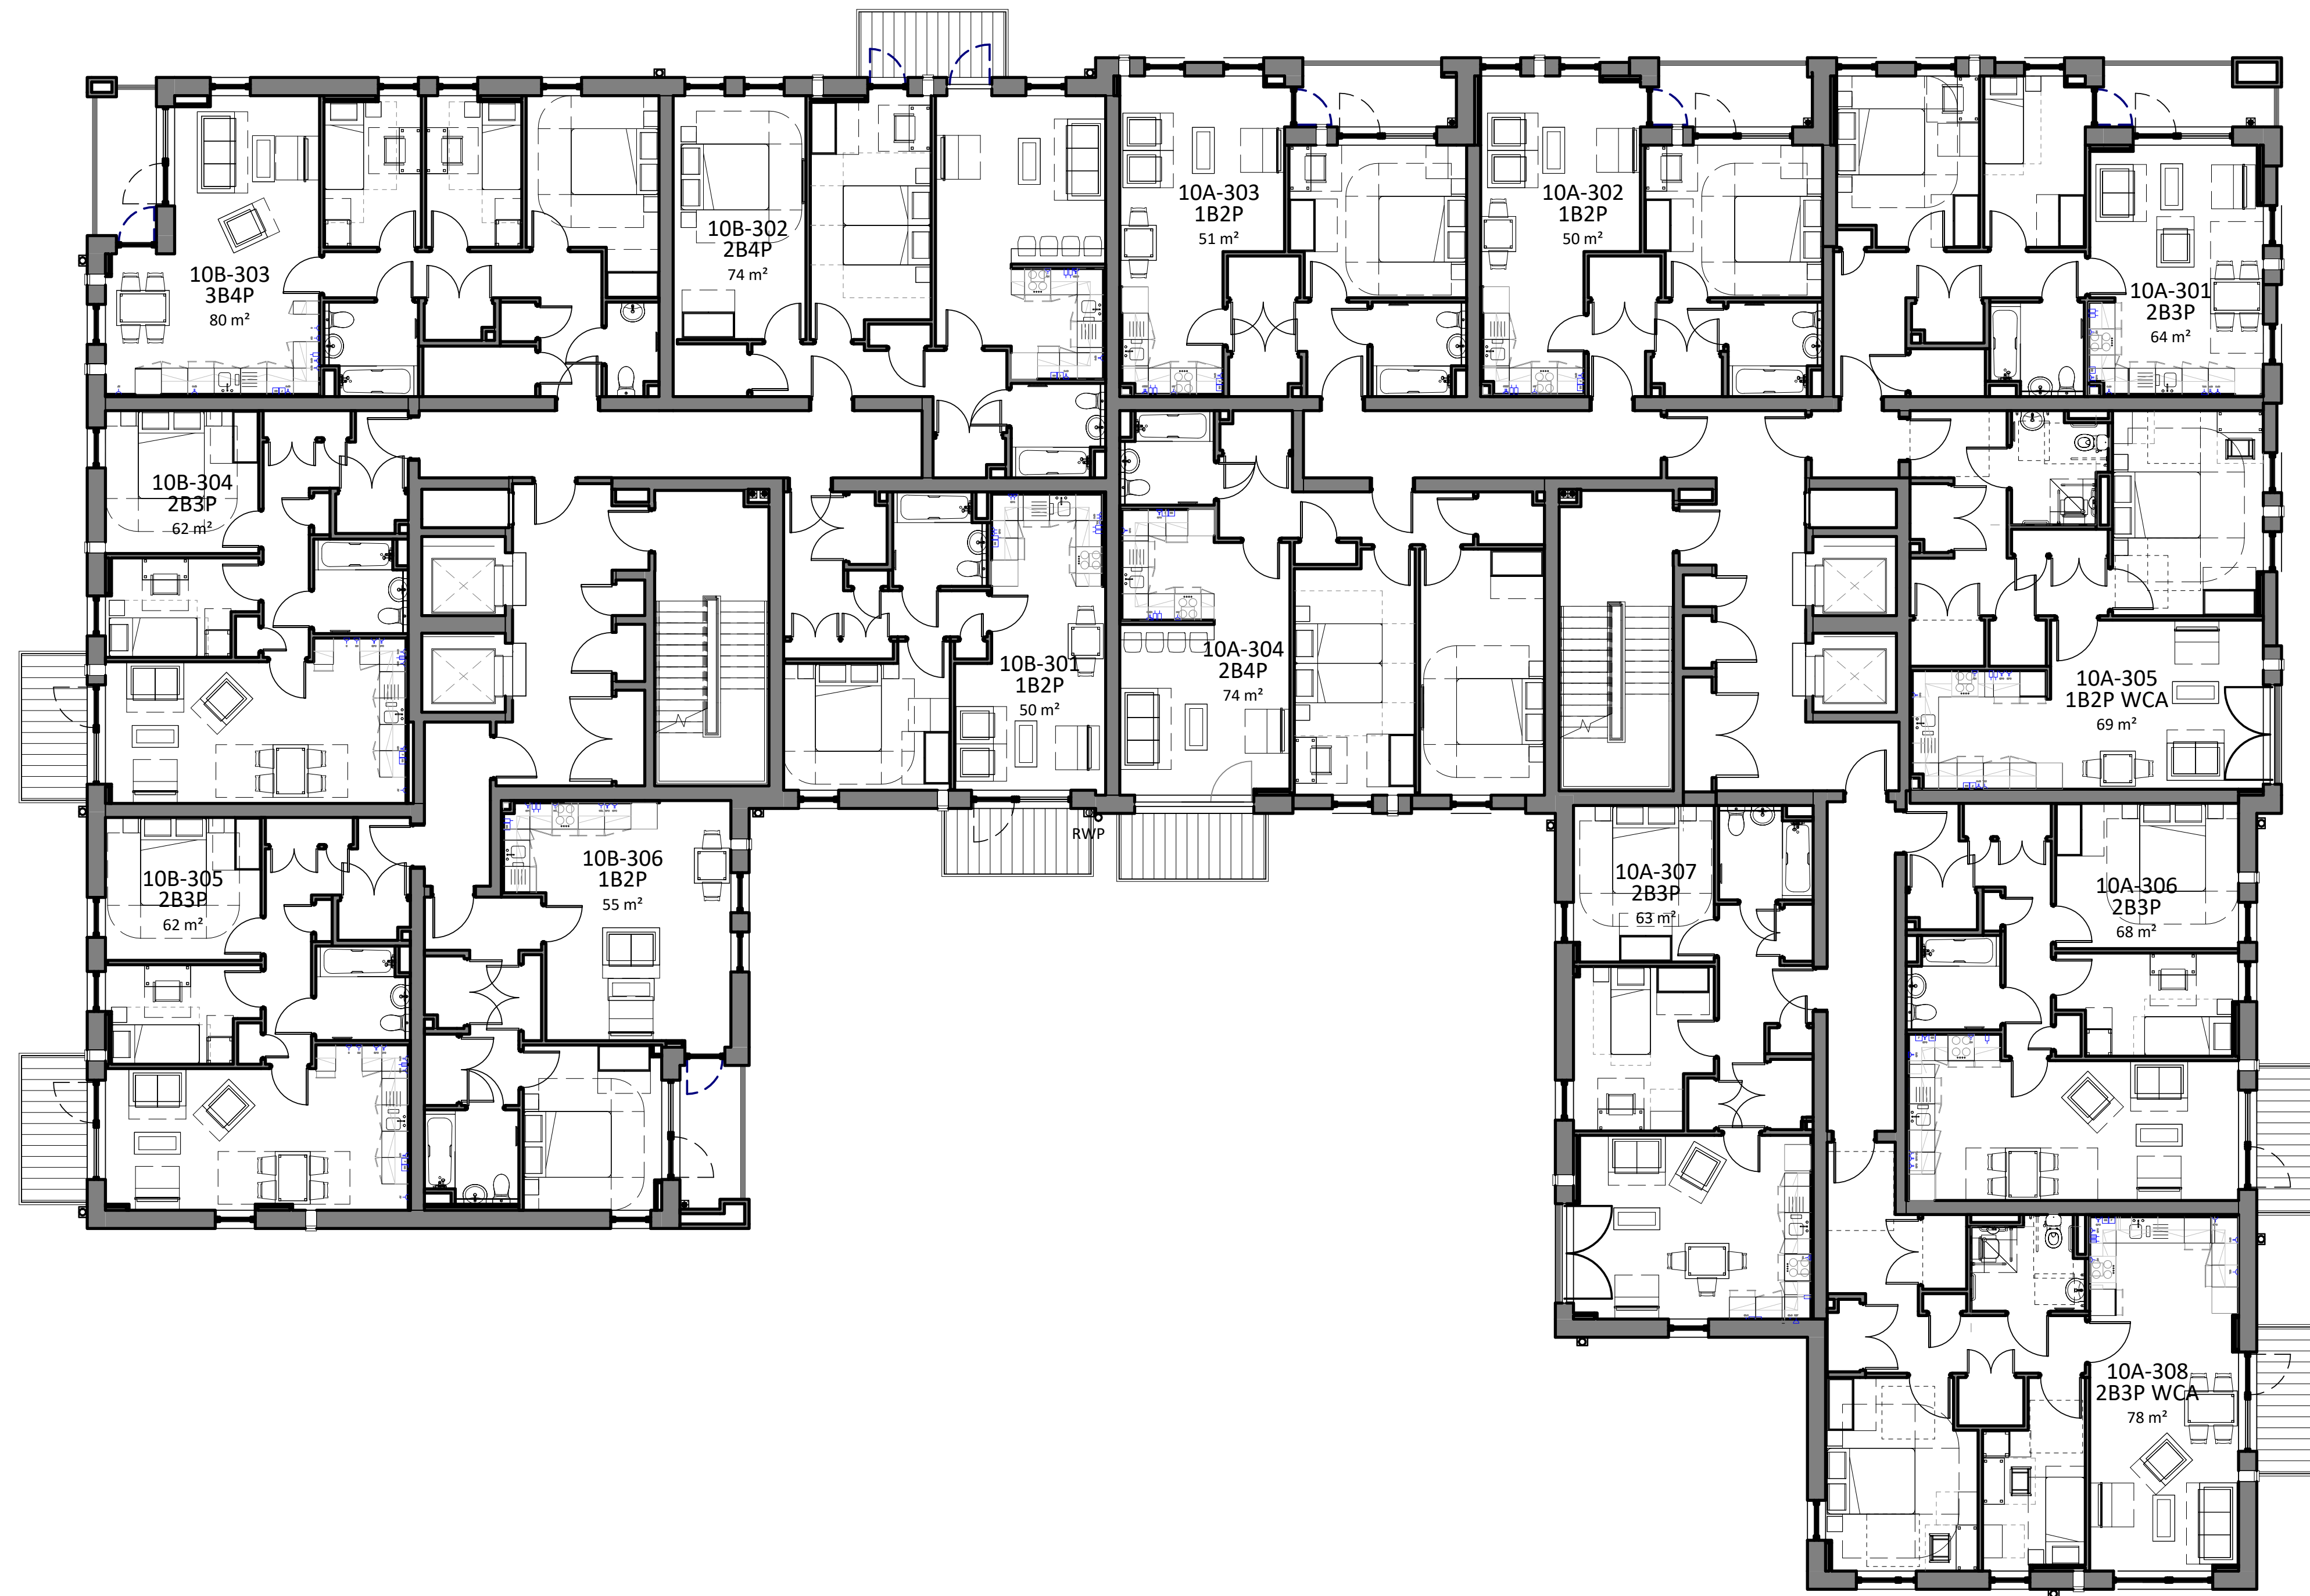 10A-303
1B2P
51 m²
10A-302
1B2P
50 m²
10B-302
2B4P
74 m²
10B-303
3B4P
80 m²
10A-301
2B3P
64 m²
10B-304
2B3P
62 m²
10B-301
1B2P
50 m²
10A-304
2B4P
74 m²
10A-305
1B2P WCA
69 m²
RWP
10B-305
2B3P
62 m²
10B-306
1B2P
55 m²
10A-307
2B3P
63 m²
10A-306
2B3P
68 m²
10A-308
2B3P WCA
78 m²